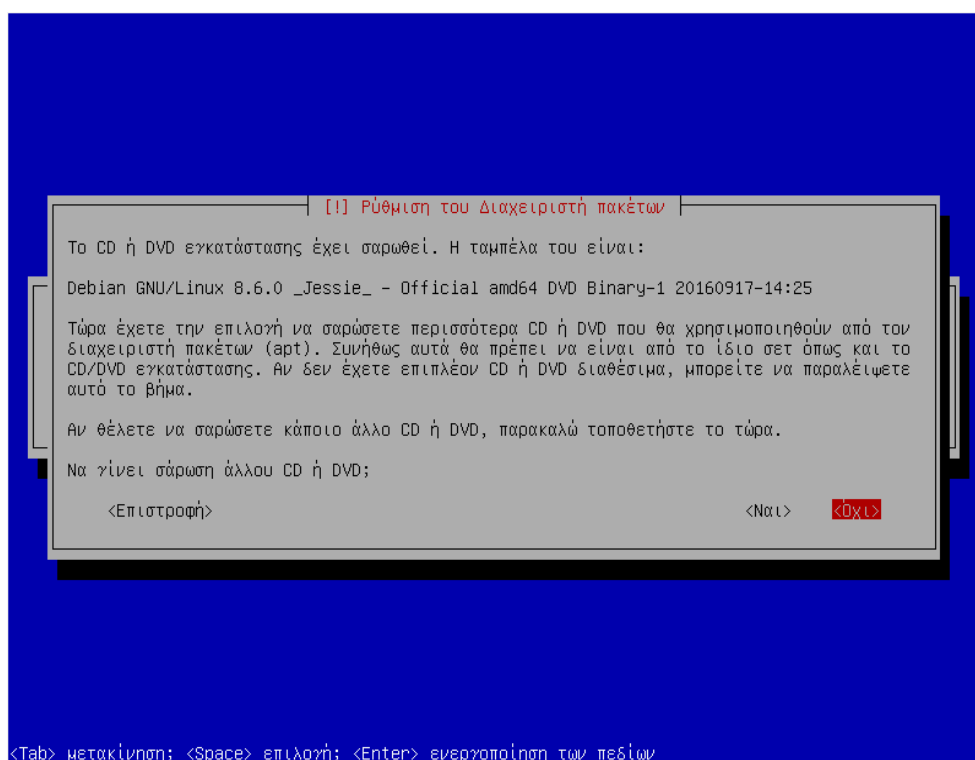 [!] Ρύθμιση του Διαχειριστή πακέτων
Το CD ή DVD εγκατάστασης έχει σαρωθεί. Η ταμπέλα του είναι:
Debian GNU/Linux 8.6.0 _Jessie_ - Official amd64 DVD Binary-1 20160917-14:25
Τώρα έχετε την επιλογή να σαρώσετε περισσότερα CD ή DVD που θα χρησιμοποιηθούν από τον
διαχειριστή πακέτων (apt). Συνήθως αυτά θα πρέπει να είναι από το ίδιο σετ όπως και το
CD/DVD εγκατάστασης. Αν δεν έχετε επιπλέον CD ή DVD διαθέσιμα, μπορείτε να παραλέιψετε
αυτό το βήμα.
Αν θέλετε να σαρώσετε κάποιο άλλο CD ή DVD, παρακαλώ τοποθετήστε το τώρα.
Να γίνει σάρωση άλλου CD ή DVD;
<Επιστροφή> <Ναι> <Όχι>
<Tab> μετακίνηση; <Space> επιλογή; <Enter> ενεργοποίηση των πεδίων